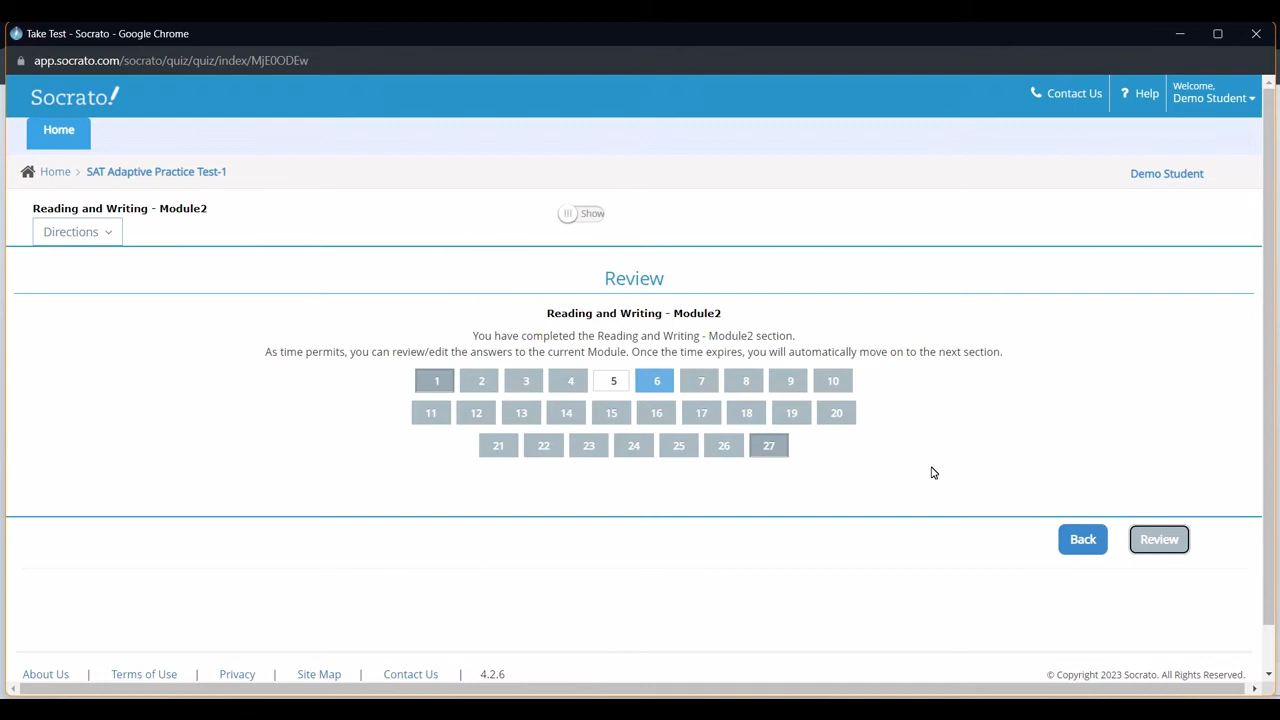 Take Test - Socrato - Google Chrome
app.socrato.com/socrato/quiz/quiz/index/MjE0ODEw
Socrato!
Contact Us
? Help
Welcome,
Demo Student
Home
Home > SAT Adaptive Practice Test-1
Demo Student
Reading and Writing - Module2
Show
Directions
Review
Reading and Writing - Module2
You have completed the Reading and Writing - Module2 section.
As time permits, you can review/edit the answers to the current Module. Once the time expires, you will automatically move on to the next section.
1 2 3 4 5 6 7 8 9 10
11 12 13 14 15 16 17 18 19 20
21 22 23 24 25 26 27
Back Review
About Us | Terms of Use | Privacy | Site Map | Contact Us | 4.2.6
© Copyright 2023 Socrato. All Rights Reserved.